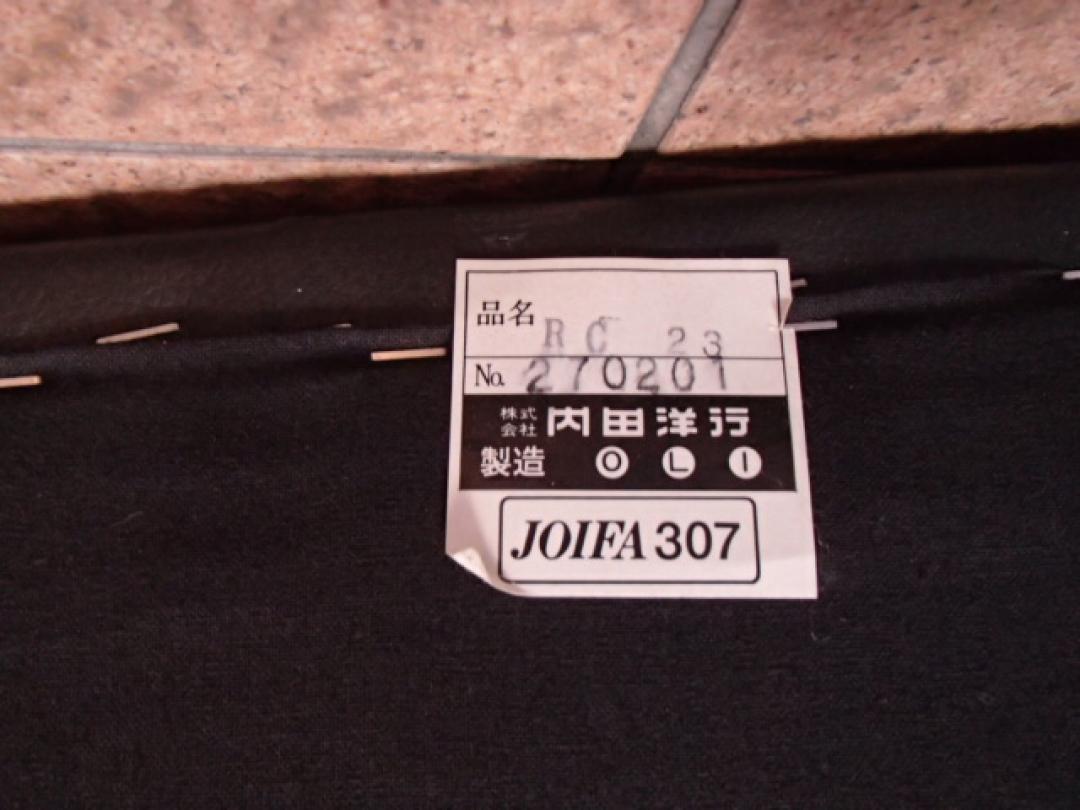 品名 RC 23
No. 270201
株式会社 内田洋行
製造 O L I
JOIFA 307